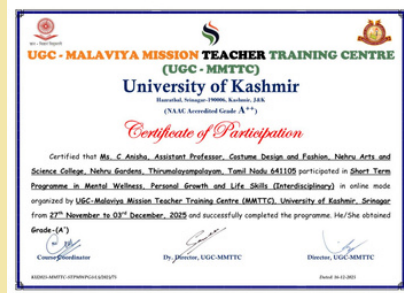 UGC - MALAVIYA MISSION TEACHER TRAINING CENTRE
(UGC - MMTTC)
University of Kashmir
Hazratbal, Srinagar-190006, Kashmir, J&K
(NAAC Accredited Grade A++)
Certificate of Participation
Certified that Ms. C Anisha, Assistant Professor, Costume Design and Fashion, Nehru Arts and
Science College, Nehru Gardens, Thirumalayampalayam, Tamil Nadu 641105 participated in Short Term
Programme in Mental Wellness, Personal Growth and Life Skills (Interdisciplinary) in online mode
organized by UGC-Malaviya Mission Teacher Training Centre (MMTTC), University of Kashmir, Srinagar
from 27th November to 03rd December, 2025 and successfully completed the programme. He/She obtained
Grade-(A+)
Course Coordinator
Dy. Director, UGC-MMTTC
Director, UGC-MMTTC
Dated: 16-12-2025